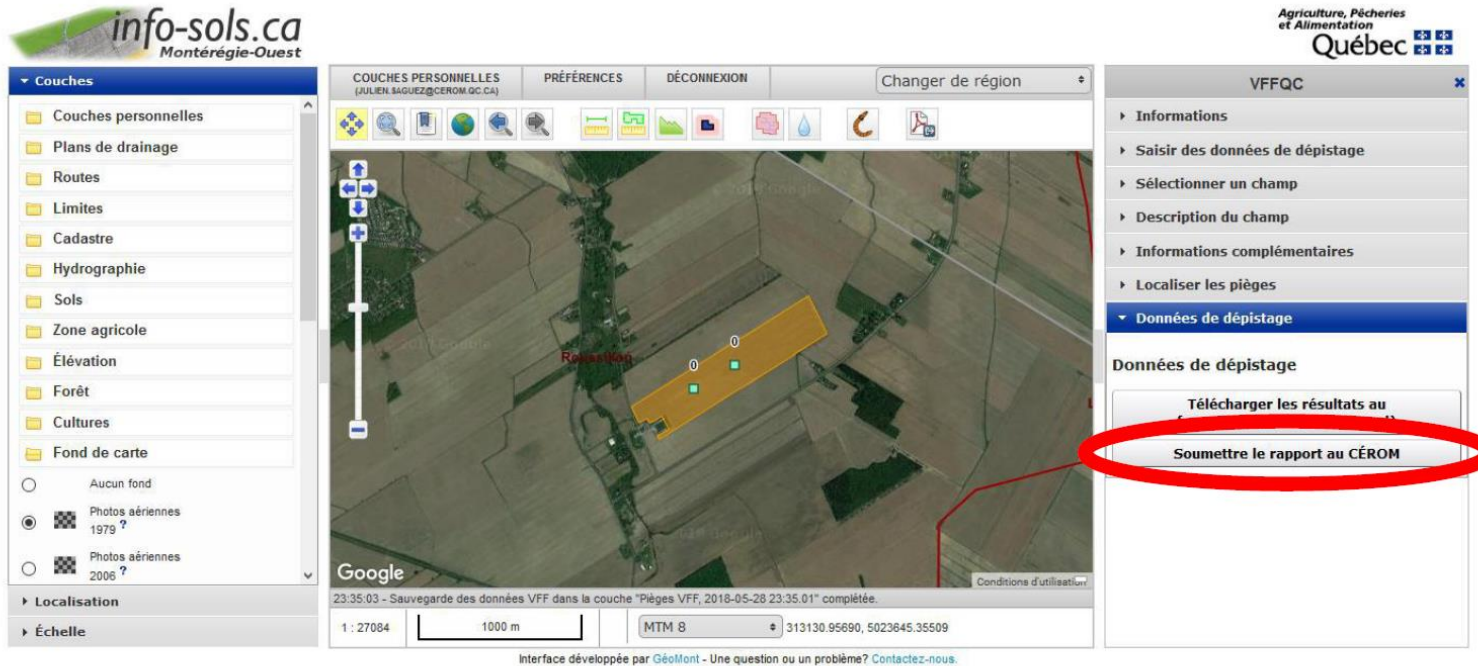 info-sols.ca
Montérégie-Ouest
Agriculture, Pêcheries
et Alimentation
Québec
Couches
Couches personnelles
Plans de drainage
Routes
Limites
Cadastre
Hydrographie
Sols
Zone agricole
Élévation
Forêt
Cultures
Fond de carte
Aucun fond
Photos aériennes
1979 ?
Photos aériennes
2006 ?
Localisation
Échelle
COUCHES PERSONNELLES
(JULIEN.SAGUEZ@CEROM.QC.CA)
PRÉFÉRENCES
DÉCONNEXION
Changer de région
0
0
Roussillon
Google
Conditions d'utilisation
23:35:03 - Sauvegarde des données VFF dans la couche "Pièges VFF, 2018-05-28 23:35.01" complétée.
1 : 27084
1000 m
MTM 8
313130.95690, 5023645.35509
VFFQC
Informations
Saisir des données de dépistage
Sélectionner un champ
Description du champ
Informations complémentaires
Localiser les pièges
Données de dépistage
Données de dépistage
Télécharger les résultats au
Soumettre le rapport au CÉROM
Interface développée par GéoMont - Une question ou un problème? Contactez-nous.